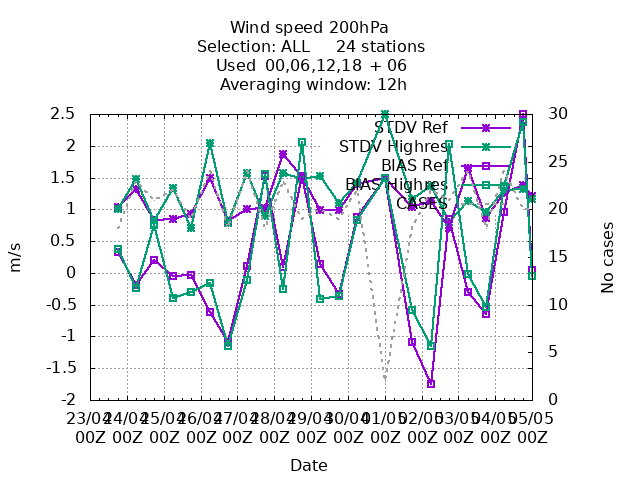 Wind speed 200hPa
Selection: ALL 24 stations
Used 00,06,12,18 + 06
Averaging window: 12h
STDV Ref
STDV Highres
BIAS Ref
BIAS Highres
CASES
2.5
2
1.5
1
0.5
0
-0.5
-1
-1.5
-2
30
25
20
15
10
5
0
m/s
No cases
23/04 24/04 25/04 26/04 27/04 28/04 29/04 30/04 01/05 02/05 03/05 04/05 05/05
00Z 00Z 00Z 00Z 00Z 00Z 00Z 00Z 00Z 00Z 00Z 00Z 00Z
Date